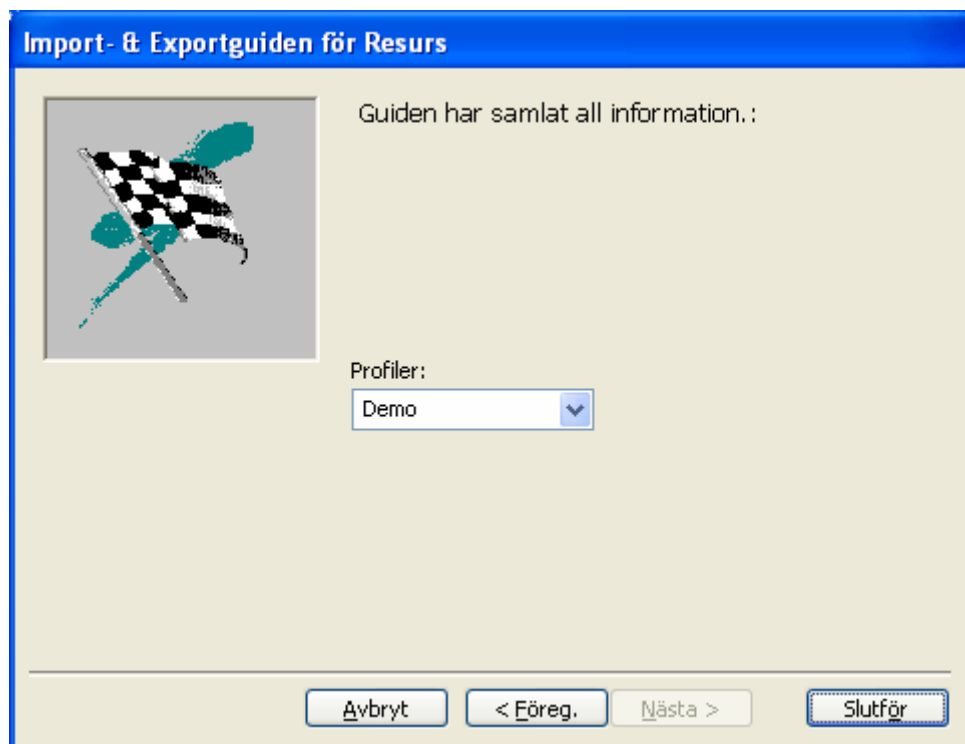 Import- & Exportguiden för Resurs
Guiden har samlat all information.:
Profiler:
Demo
Avbryt
< Föreg.
Nästa >
Slutför